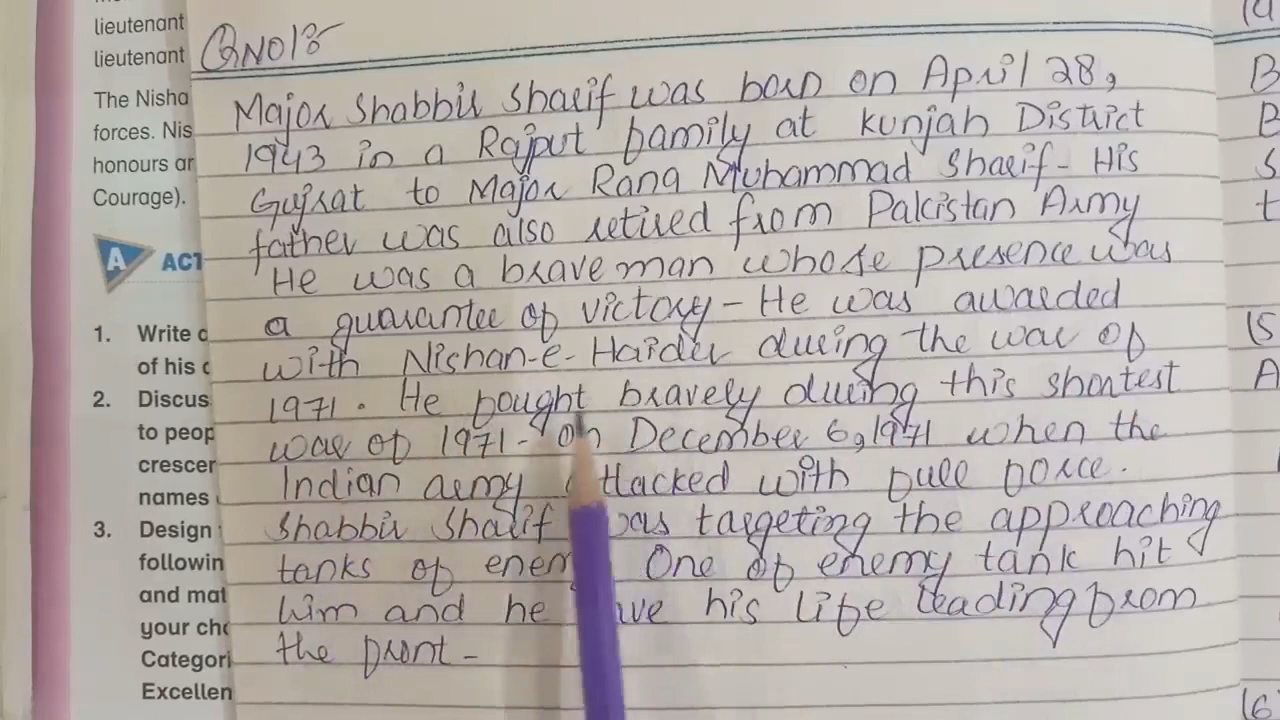 lieutenant
lieutenant
The Nisha
forces. Nis
honours ar
Courage).
A ACT
1. Write
of his
2. Discus
to peop
crescer
names
3. Design
followin
and mat
your ch
Categori
Excellen
QNO1:
Major Shabbir Sharif was born on April 28,
1943 in a Rajput family at Kunjah District
Gujrat to Major Rana Muhammad Sharif- His
father was also retired from Pakistan Army
He was a brave man whose presence was
a guarantee of victory- He was awarded
with Nishan-e-Haider during the war of
1971. He fought bravely during this shortest
war of 1971- On December 6, 1971 when the
Indian army attacked with full force.
Shabbir Sharif was targeting the approaching
tanks of enemy One of enemy tank hit
him and he gave his life leading from
the front-
(4
B
B
S
t
(5
A
(6